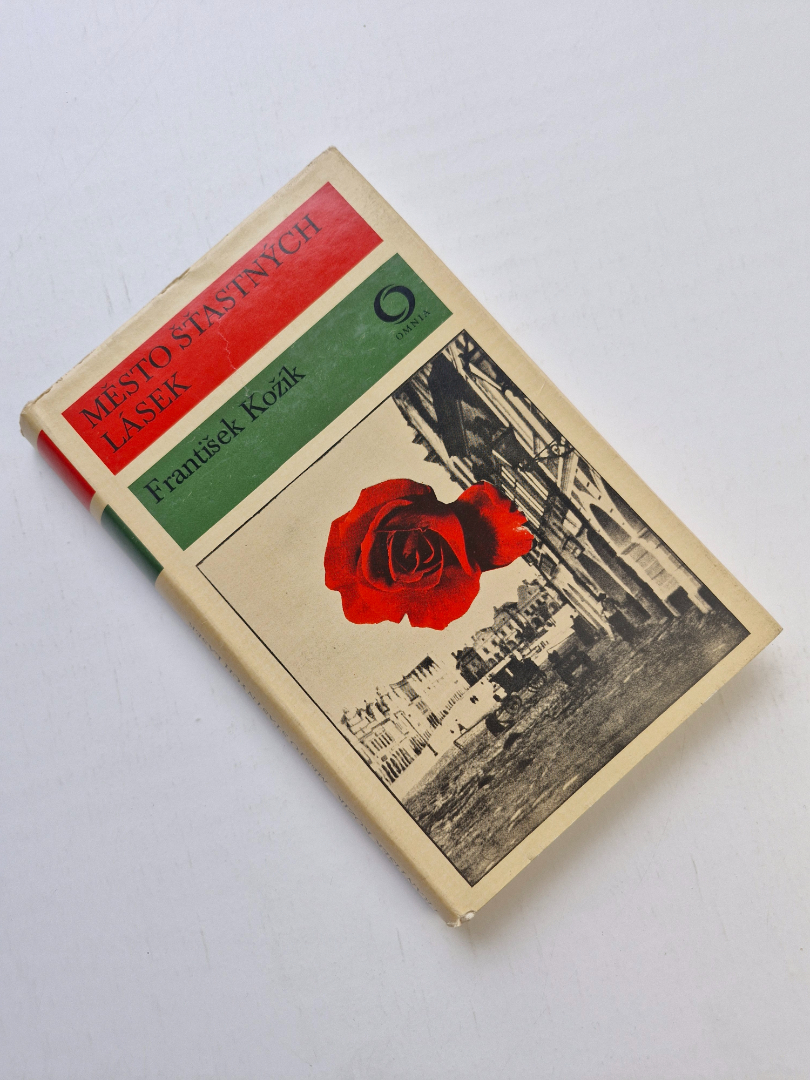 MĚSTO ŠŤASTNÝCH
LÁSEK
František Kožík
OMNIA